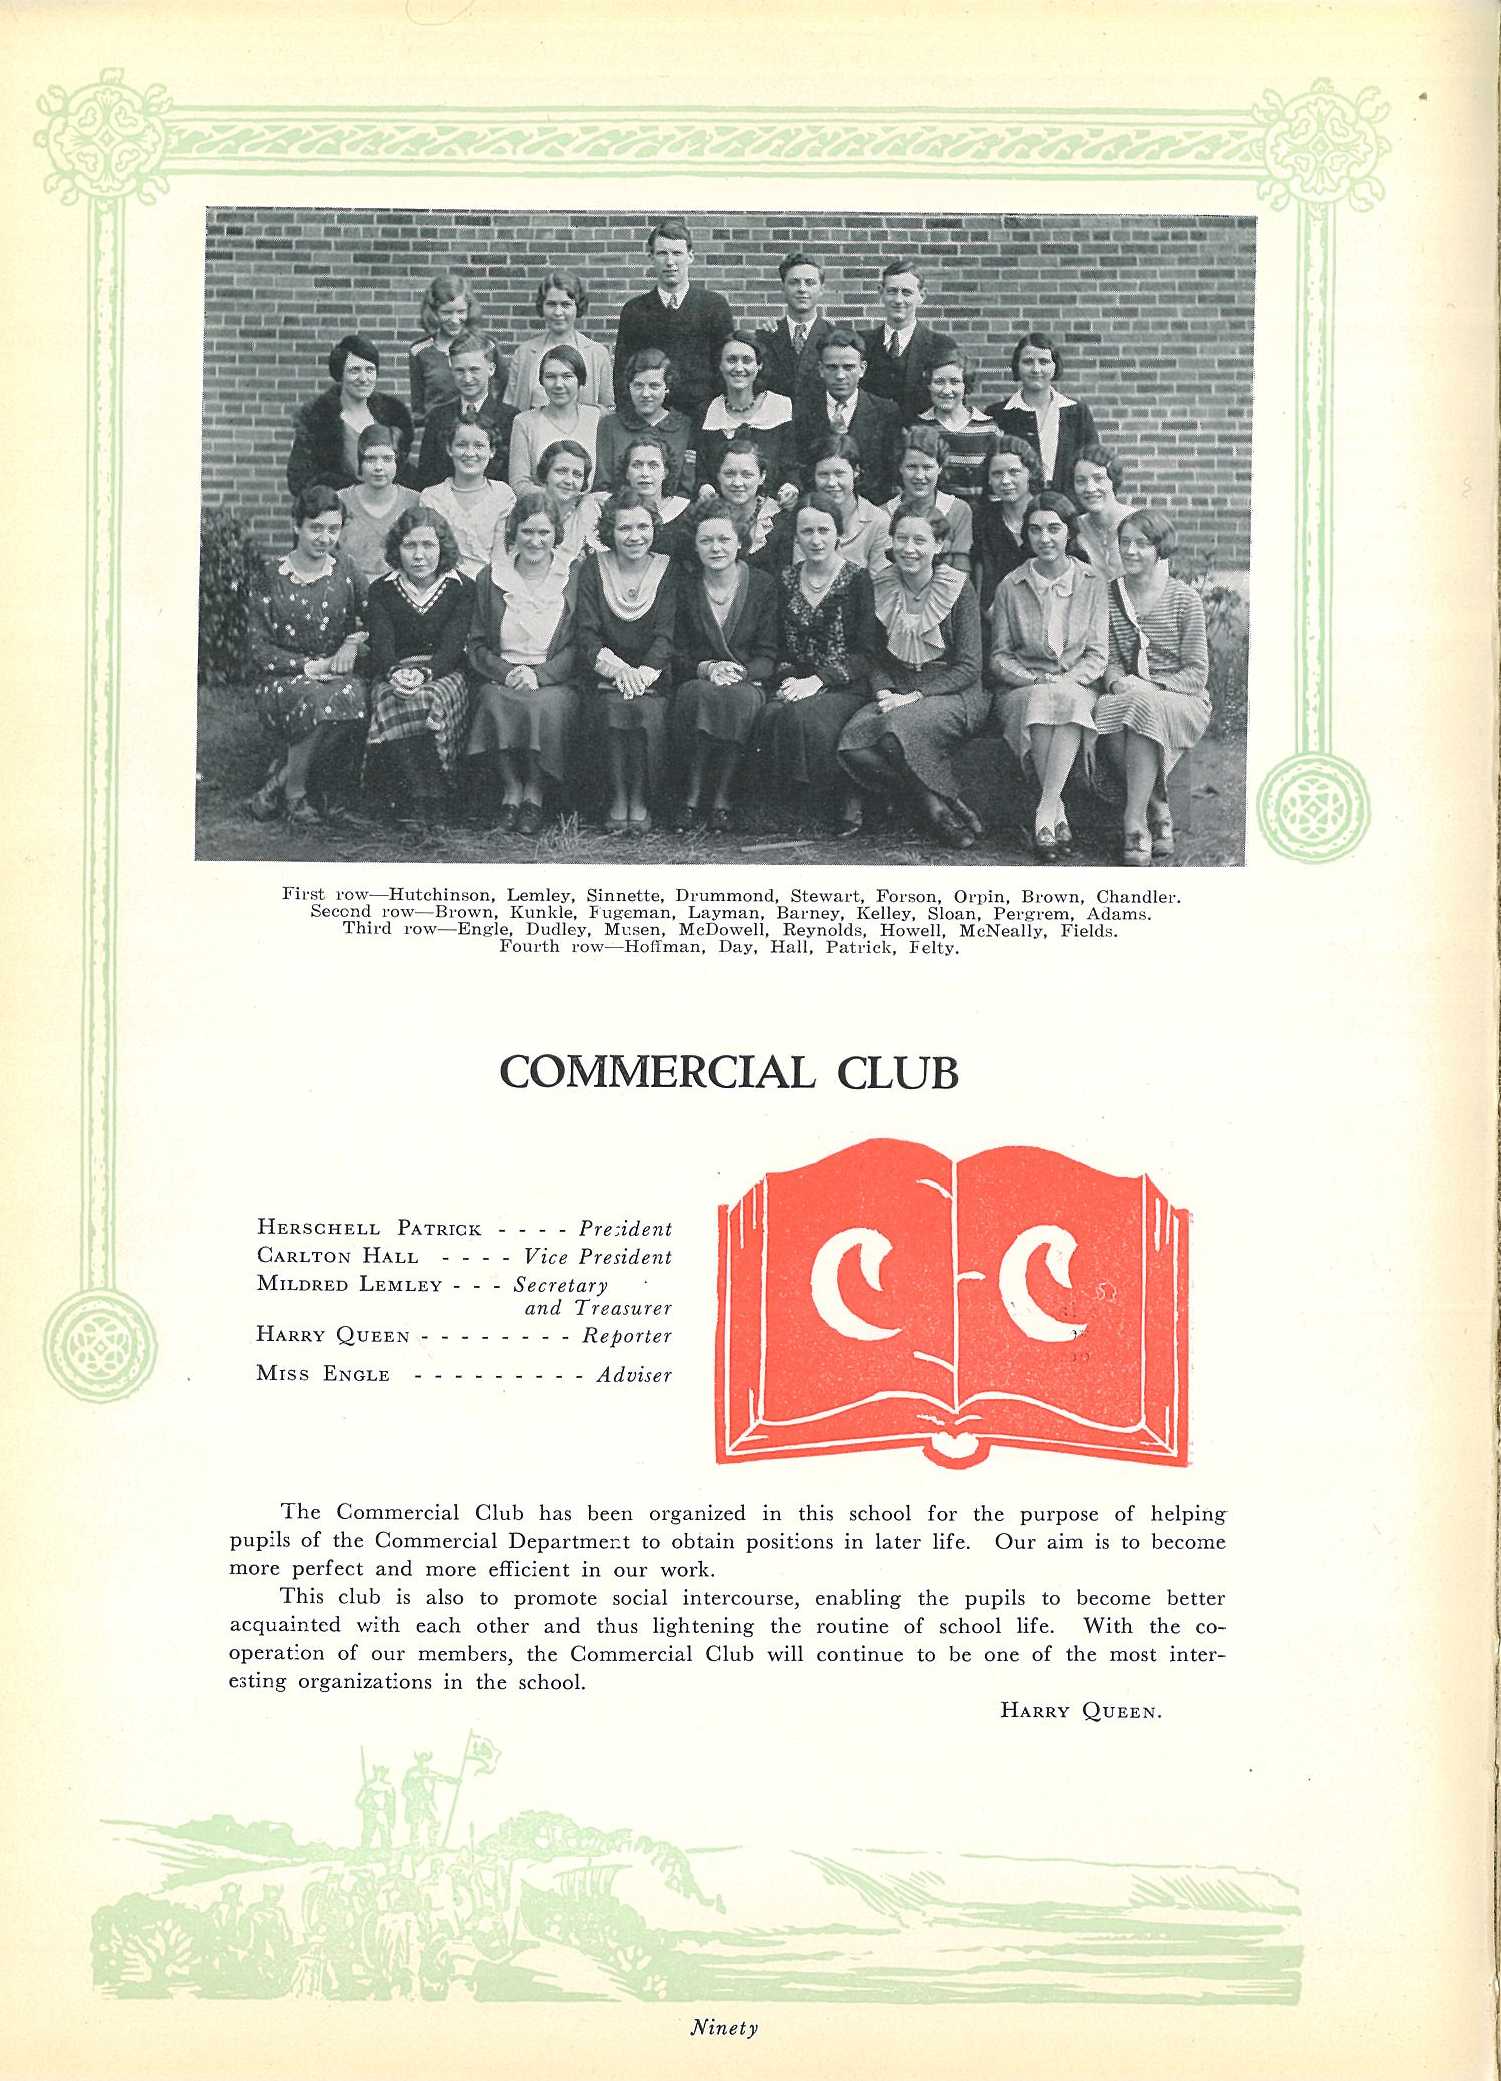 First row—Hutchinson, Lemley, Sinnette, Drummond, Stewart, Forson, Orpin, Brown, Chandler.
Second row—Brown, Kunkle, Fugeman, Layman, Barney, Kelley, Sloan, Pergrem, Adams.
Third row—Engle, Dudley, Musen, McDowell, Reynolds, Howell, McNeally, Fields.
Fourth row—Hoffman, Day, Hall, Patrick, Felty.
COMMERCIAL CLUB
HERSCHELL PATRICK - - - - President
CARLTON HALL - - - - Vice President
MILDRED LEMLEY - - - Secretary
and Treasurer
HARRY QUEEN - - - - - - - - Reporter
MISS ENGLE - - - - - - - - - Adviser
C C
The Commercial Club has been organized in this school for the purpose of helping
pupils of the Commercial Department to obtain positions in later life. Our aim is to become
more perfect and more efficient in our work.
This club is also to promote social intercourse, enabling the pupils to become better
acquainted with each other and thus lightening the routine of school life. With the co-
operation of our members, the Commercial Club will continue to be one of the most inter-
esting organizations in the school.
HARRY QUEEN.
Ninety